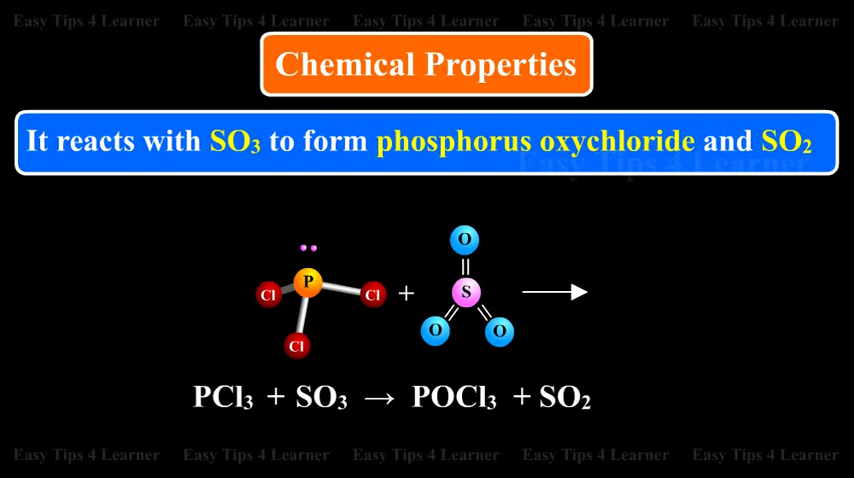 Easy Tips 4 Learner Easy Tips 4 Learner Easy Tips 4 Learner Easy Tips 4 Learner Easy Tips 4 Learner
Chemical Properties
It reacts with SO₃ to form phosphorus oxychloride and SO₂
Easy Tips 4 Learner
O
P
Cl Cl + S →
O O
Cl
PCl₃ + SO₃ → POCl₃ + SO₂
Easy Tips 4 Learner Easy Tips 4 Learner Easy Tips 4 Learner Easy Tips 4 Learner Easy Tips 4 Learner